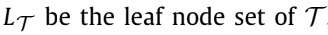 L_𝒯 be the leaf node set of 𝒯.